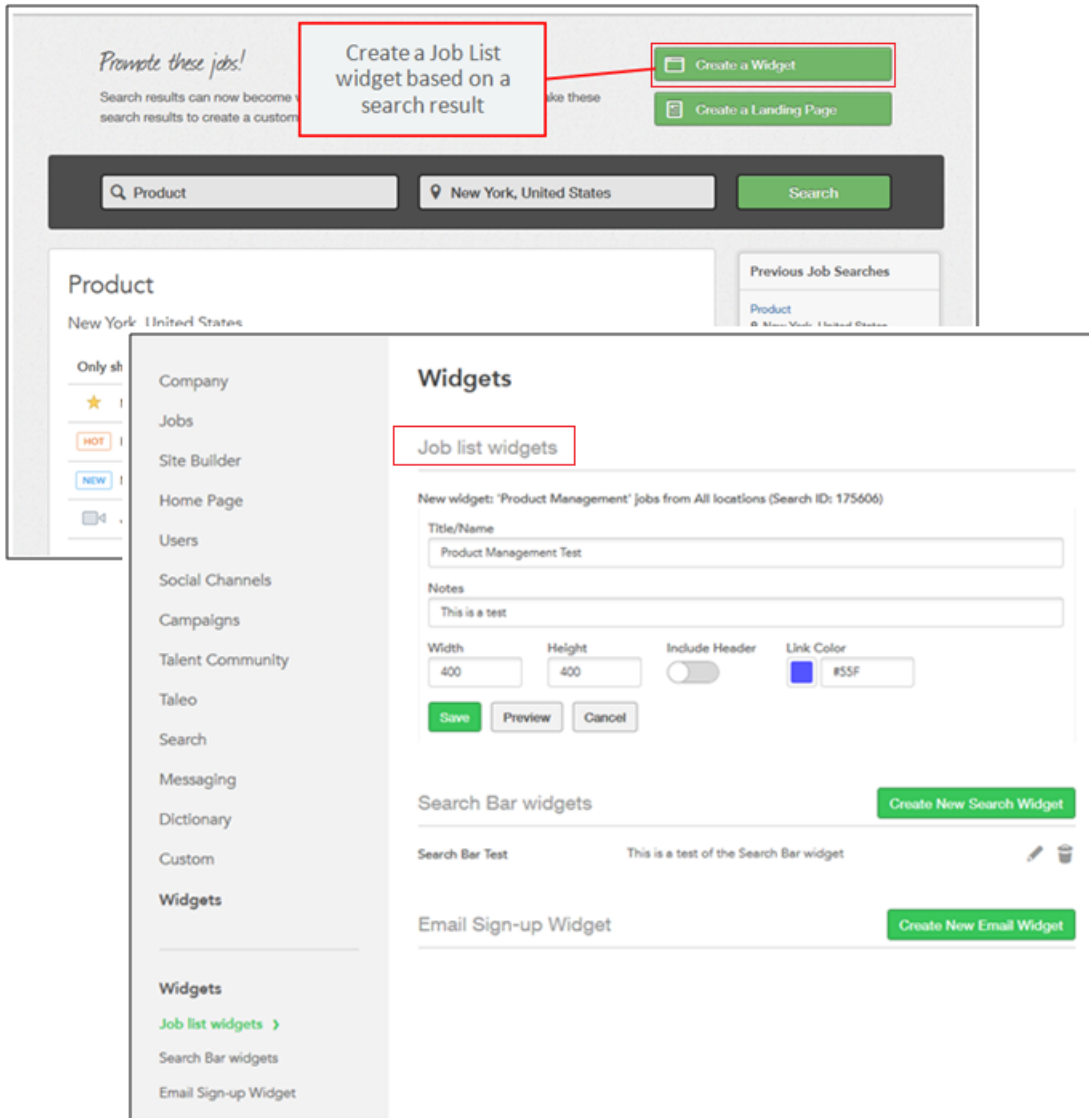 Promote these jobs!
Search results can now become
ake these
search results to create a custom
Create a Job List
widget based on a
search result
Create a Widget
Create a Landing Page
Product
New York, United States
Search
Product
New York, United States
Only sh
HOT
NEW
Previous Job Searches
Product
New York, United States
Company
Jobs
Site Builder
Home Page
Users
Social Channels
Campaigns
Talent Community
Taleo
Search
Messaging
Dictionary
Custom
Widgets
Widgets
Job list widgets
Search Bar widgets
Email Sign-up Widget
Widgets
Job list widgets
New widget: 'Product Management' jobs from All locations (Search ID: 175606)
Title/Name
Product Management Test
Notes
This is a test
Width Height Include Header Link Color
400 400 #55F
Save Preview Cancel
Search Bar widgets Create New Search Widget
Search Bar Test This is a test of the Search Bar widget
Email Sign-up Widget Create New Email Widget